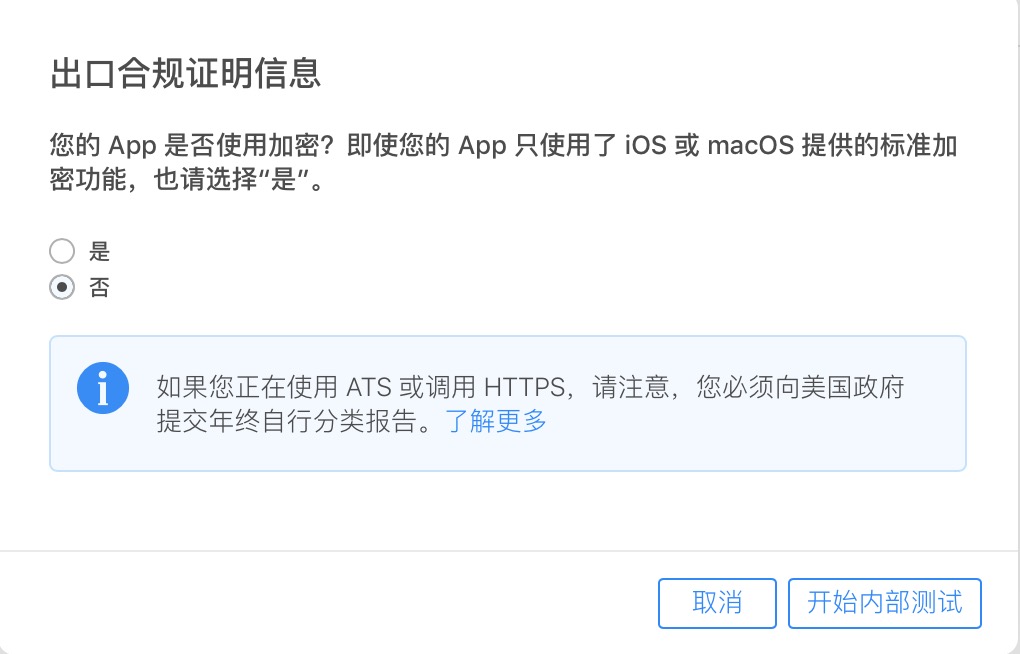 出口合规证明信息
您的 App 是否使用加密？即使您的 App 只使用了 iOS 或 macOS 提供的标准加
密功能，也请选择“是”。
是
否
如果您正在使用 ATS 或调用 HTTPS，请注意，您必须向美国政府
提交年终自行分类报告。了解更多
取消
开始内部测试